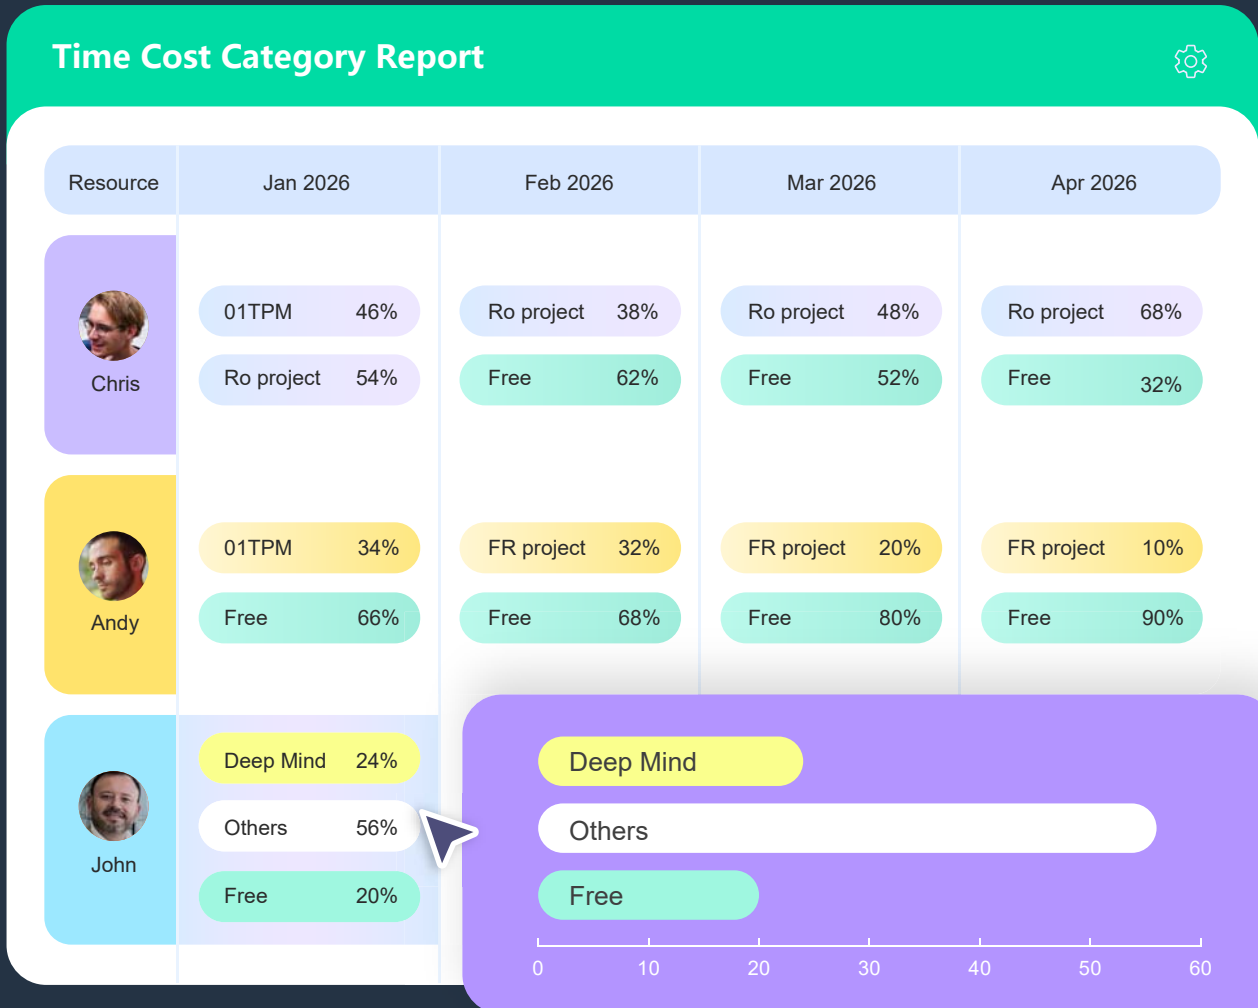 Time Cost Category Report
Resource Jan 2026 Feb 2026 Mar 2026 Apr 2026
01TPM 46% Ro project 38% Ro project 48% Ro project 68%
Ro project 54% Free 62% Free 52% Free 32%
Chris
01TPM 34% FR project 32% FR project 20% FR project 10%
Free 66% Free 68% Free 80% Free 90%
Andy
Deep Mind 24%
Others 56%
Free 20%
John
Deep Mind
Others
Free
0 10 20 30 40 50 60